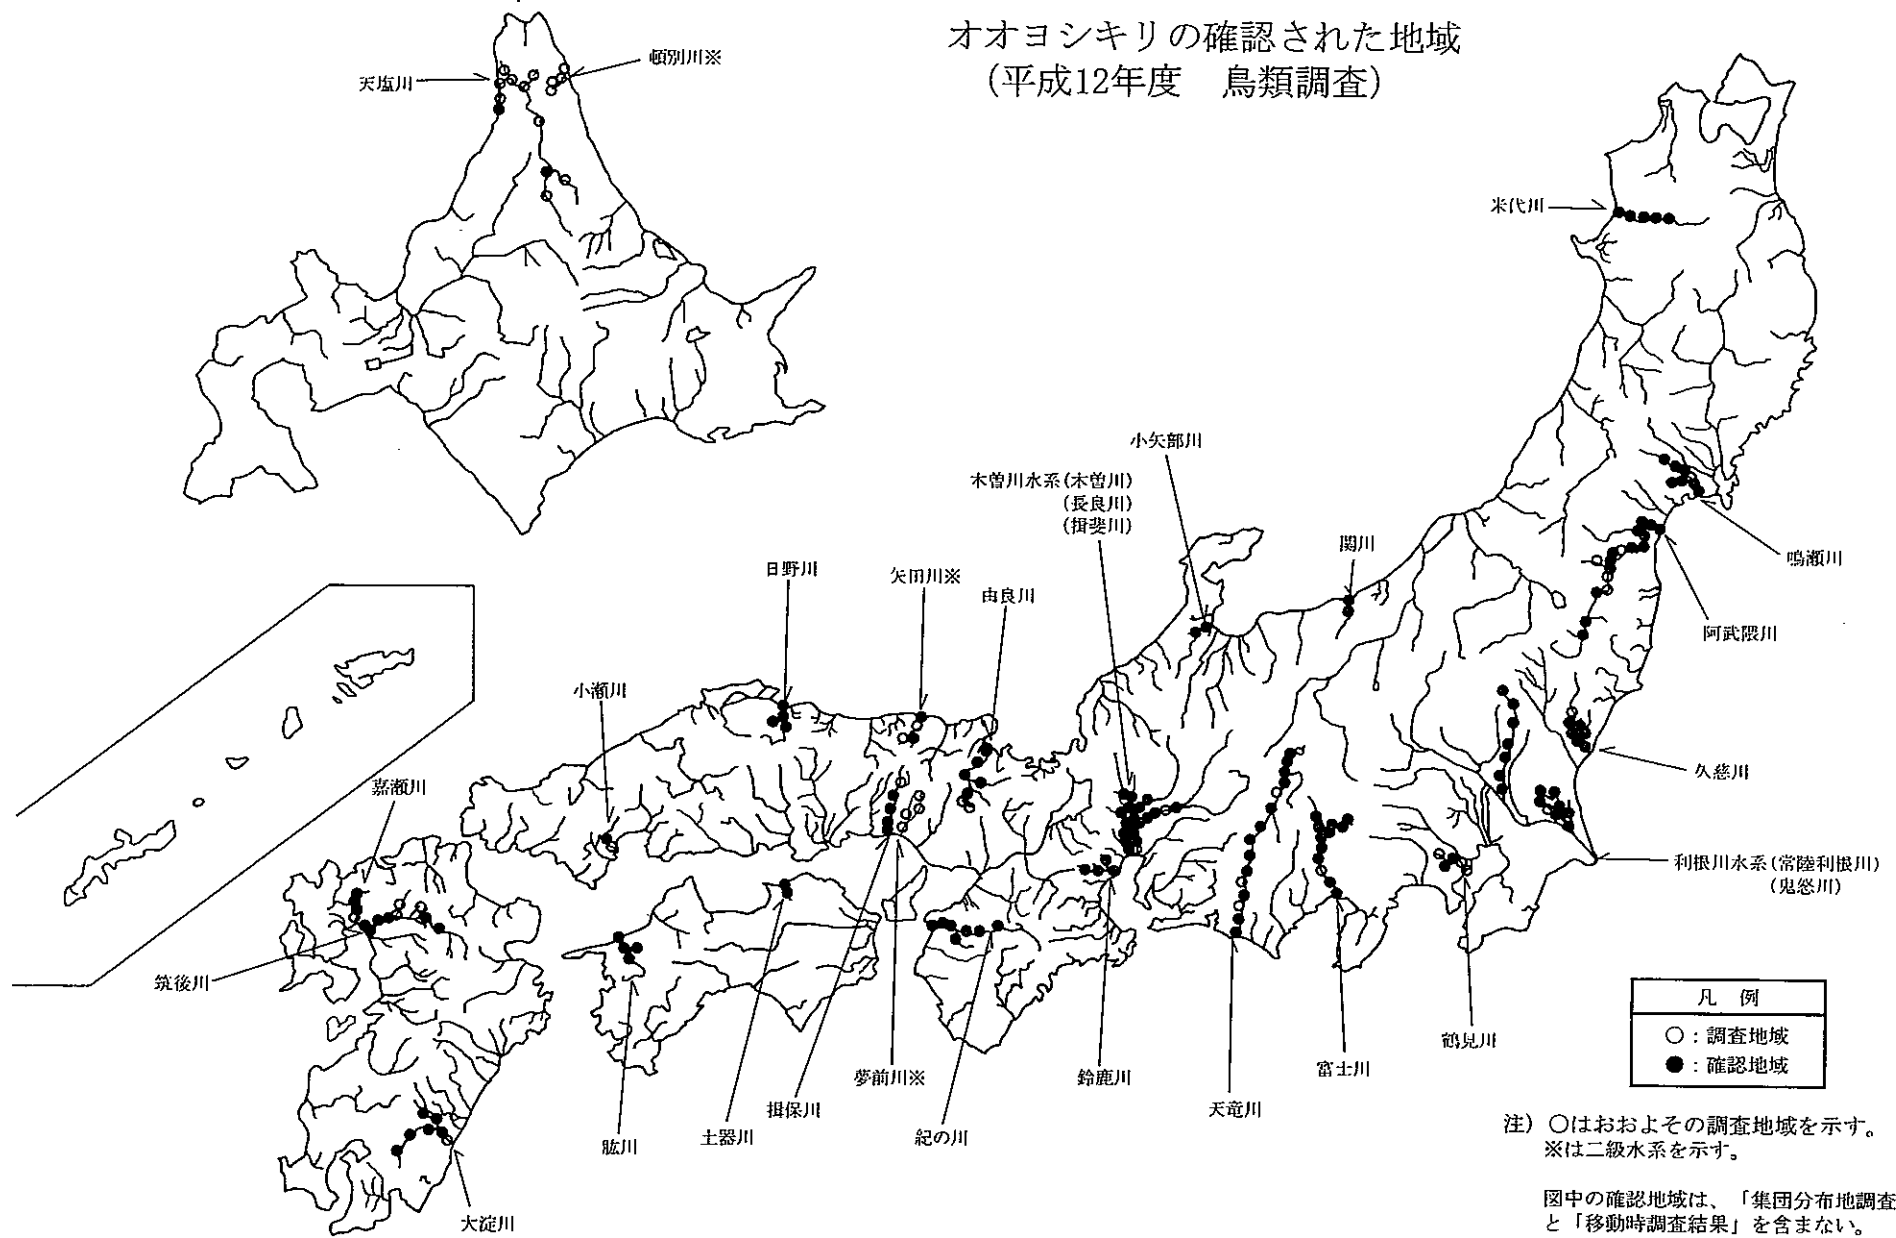 オオヨシキリの確認された地域
（平成12年度　鳥類調査）
天塩川
頓別川※
米代川
小矢部川
木曽川水系（木曽川）
（長良川）
（揖斐川）
関川
鳴瀬川
日野川
矢田川※
由良川
阿武隈川
小瀬川
久慈川
嘉瀬川
利根川水系（常陸利根川）
（鬼怒川）
筑後川
鶴見川
富士川
夢前川※
鈴鹿川
揖保川
天竜川
土器川
紀の川
肱川
大淀川
凡　例
○：調査地域
●：確認地域
注）○はおおよその調査地域を示す。
※は二級水系を示す。
図中の確認地域は、「集団分布地調査
と「移動時調査結果」を含まない。